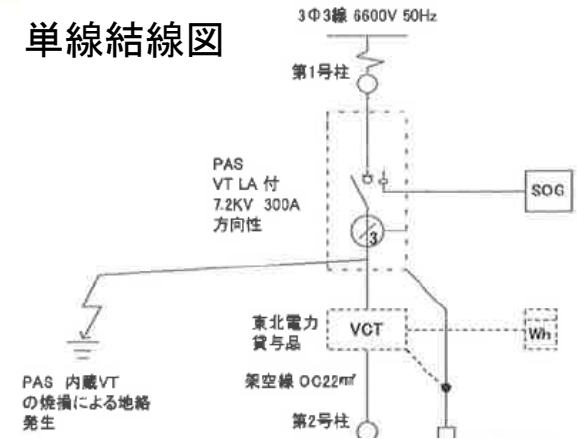 単線結線図
3Φ3線 6600V 50Hz
第1号柱
PAS
VT LA 付
7.2KV 300A
方向性
SOG
3
東北電力
貸与品
VCT
Wh
架空線 OC22㎟
PAS 内蔵VT
の焼損による地絡
発生
第2号柱